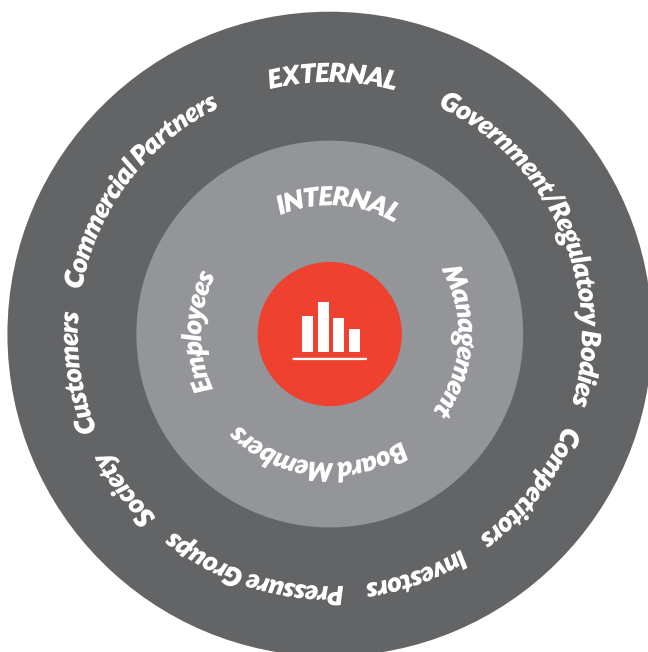 EXTERNAL
Government/Regulatory Bodies
Competitors
Investors
Pressure Groups
Society
Customers
Commercial Partners
INTERNAL
Management
Board Members
Employees